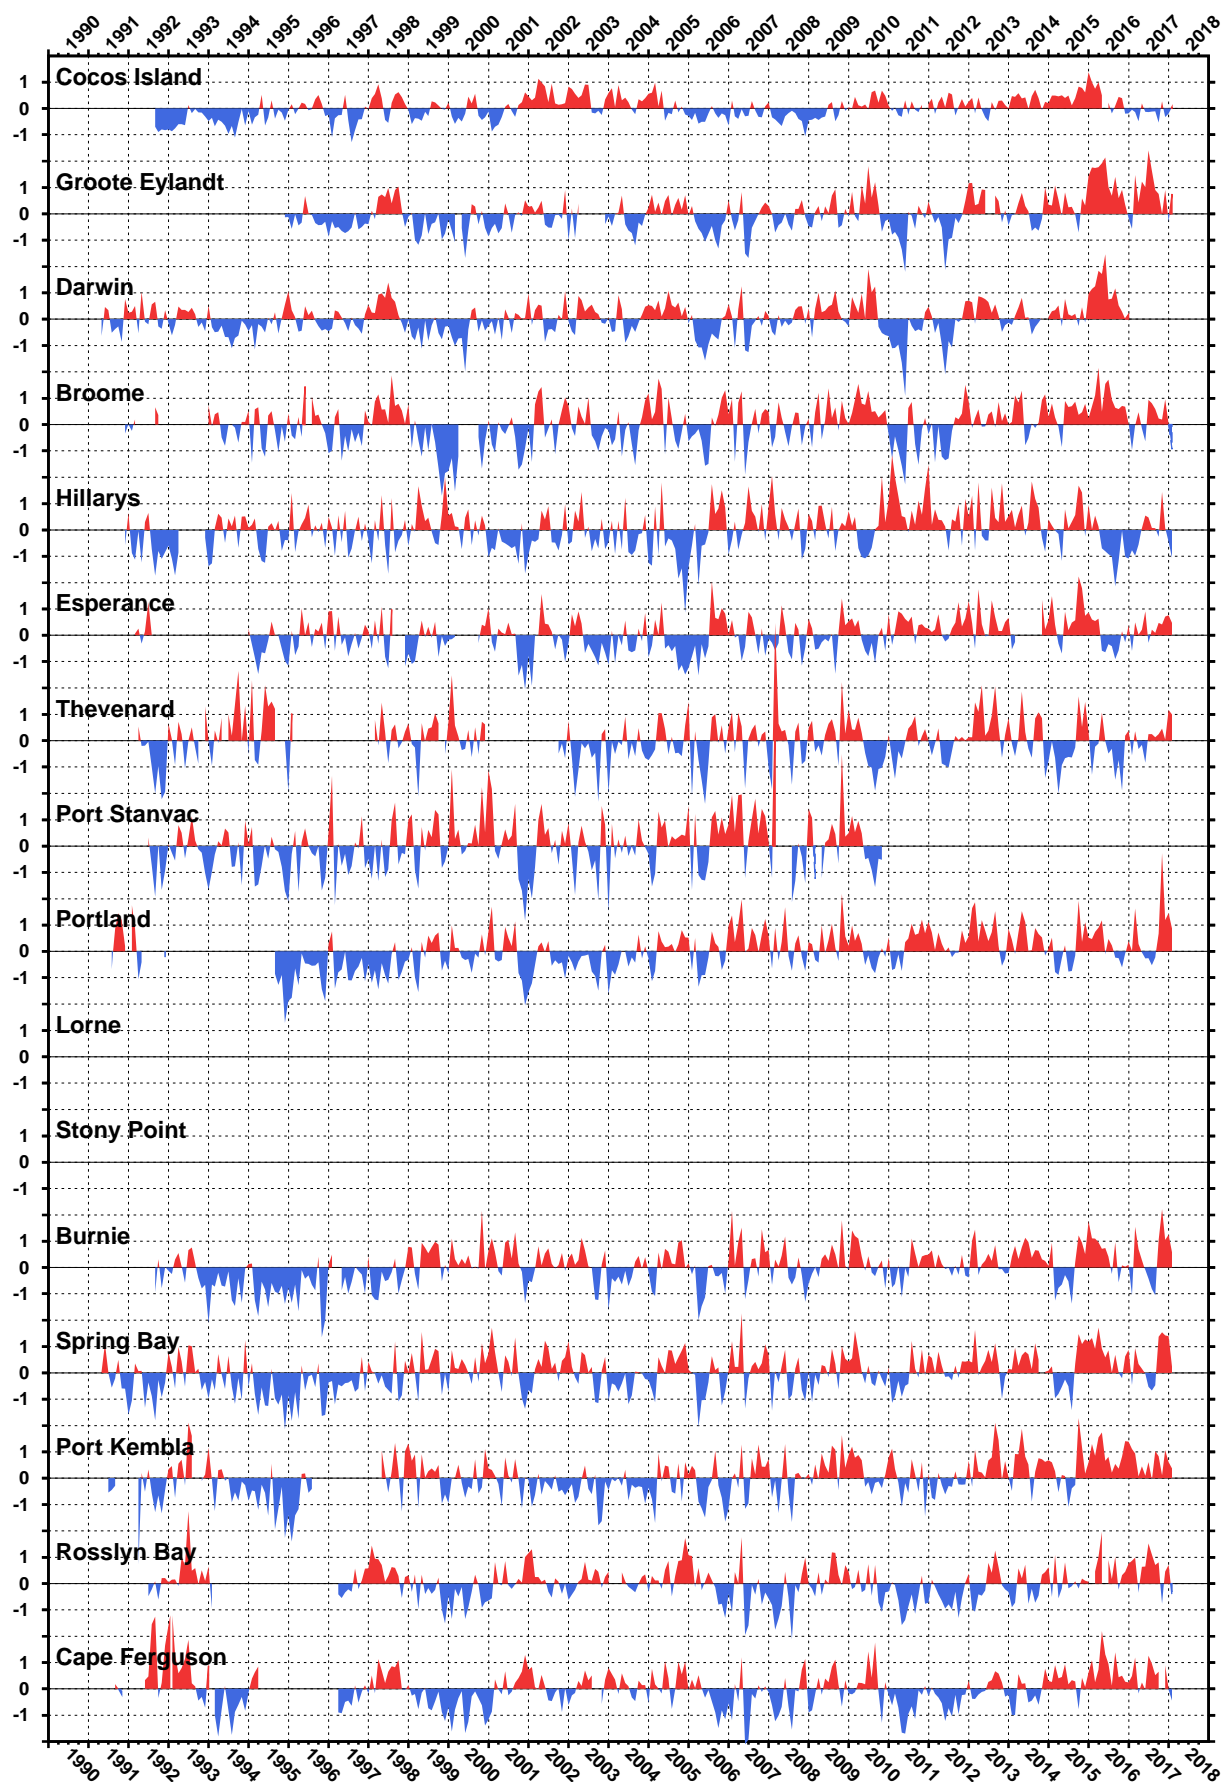 1990 1991 1992 1993 1994 1995 1996 1997 1998 1999 2000 2001 2002 2003 2004 2005 2006 2007 2008 2009 2010 2011 2012 2013 2014 2015 2016 2017 2018
Cocos Island
1
0
-1
Groote Eylandt
1
0
-1
Darwin
1
0
-1
Broome
1
0
-1
Hillarys
1
0
-1
Esperance
1
0
-1
Thevenard
1
0
-1
Port Stanvac
1
0
-1
Portland
1
0
-1
Lorne
1
0
-1
Stony Point
1
0
-1
Burnie
1
0
-1
Spring Bay
1
0
-1
Port Kembla
1
0
-1
Rosslyn Bay
1
0
-1
Cape Ferguson
1
0
-1
1990 1991 1992 1993 1994 1995 1996 1997 1998 1999 2000 2001 2002 2003 2004 2005 2006 2007 2008 2009 2010 2011 2012 2013 2014 2015 2016 2017 2018